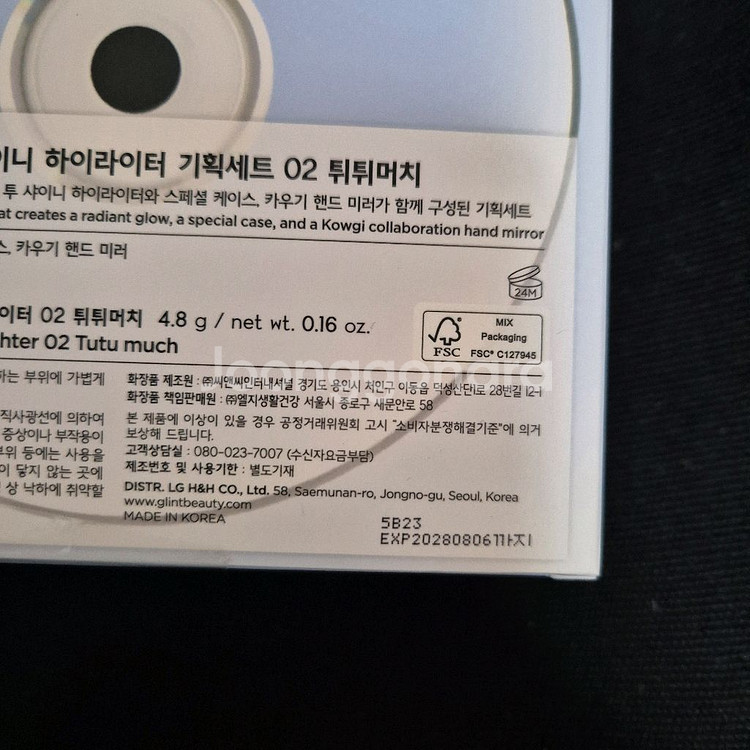 이니 하이라이터 기획세트 02 튀튀머치
투 샤이니 하이라이터와 스페셜 케이스, 카우기 핸드 미러가 함께 구성된 기획세트
at creates a radiant glow, a special case, and a Kowgi collaboration hand mirror
스, 카우기 핸드 미러
24M
이터 02 튀튀머치 4.8 g / net wt. 0.16 oz.
hter 02 Tutu much
FSC
MIX
Packaging
FSC® C127945
Joonggonara
하는 부위에 가볍게
직사광선에 의하여
증상이나 부작용이
부위 등에는 사용을
이 닿지 않는 곳에
상 낙하에 취약할
화장품 제조원 : ㈜씨앤씨인터내셔널 경기도 용인시 처인구 이동읍 덕성산단1로 28번길 12-1
화장품 책임판매원 : ㈜엘지생활건강 서울시 종로구 새문안로 58
본 제품에 이상이 있을 경우 공정거래위원회 고시 "소비자분쟁해결기준"에 의거
보상해 드립니다.
고객상담실 : 080-023-7007 (수신자요금부담)
제조번호 및 사용기한 : 별도기재
DISTR. LG H&H CO., Ltd. 58, Saemunan-ro, Jongno-gu, Seoul, Korea
www.glintbeauty.com
MADE IN KOREA
5B23
EXP20280806까지